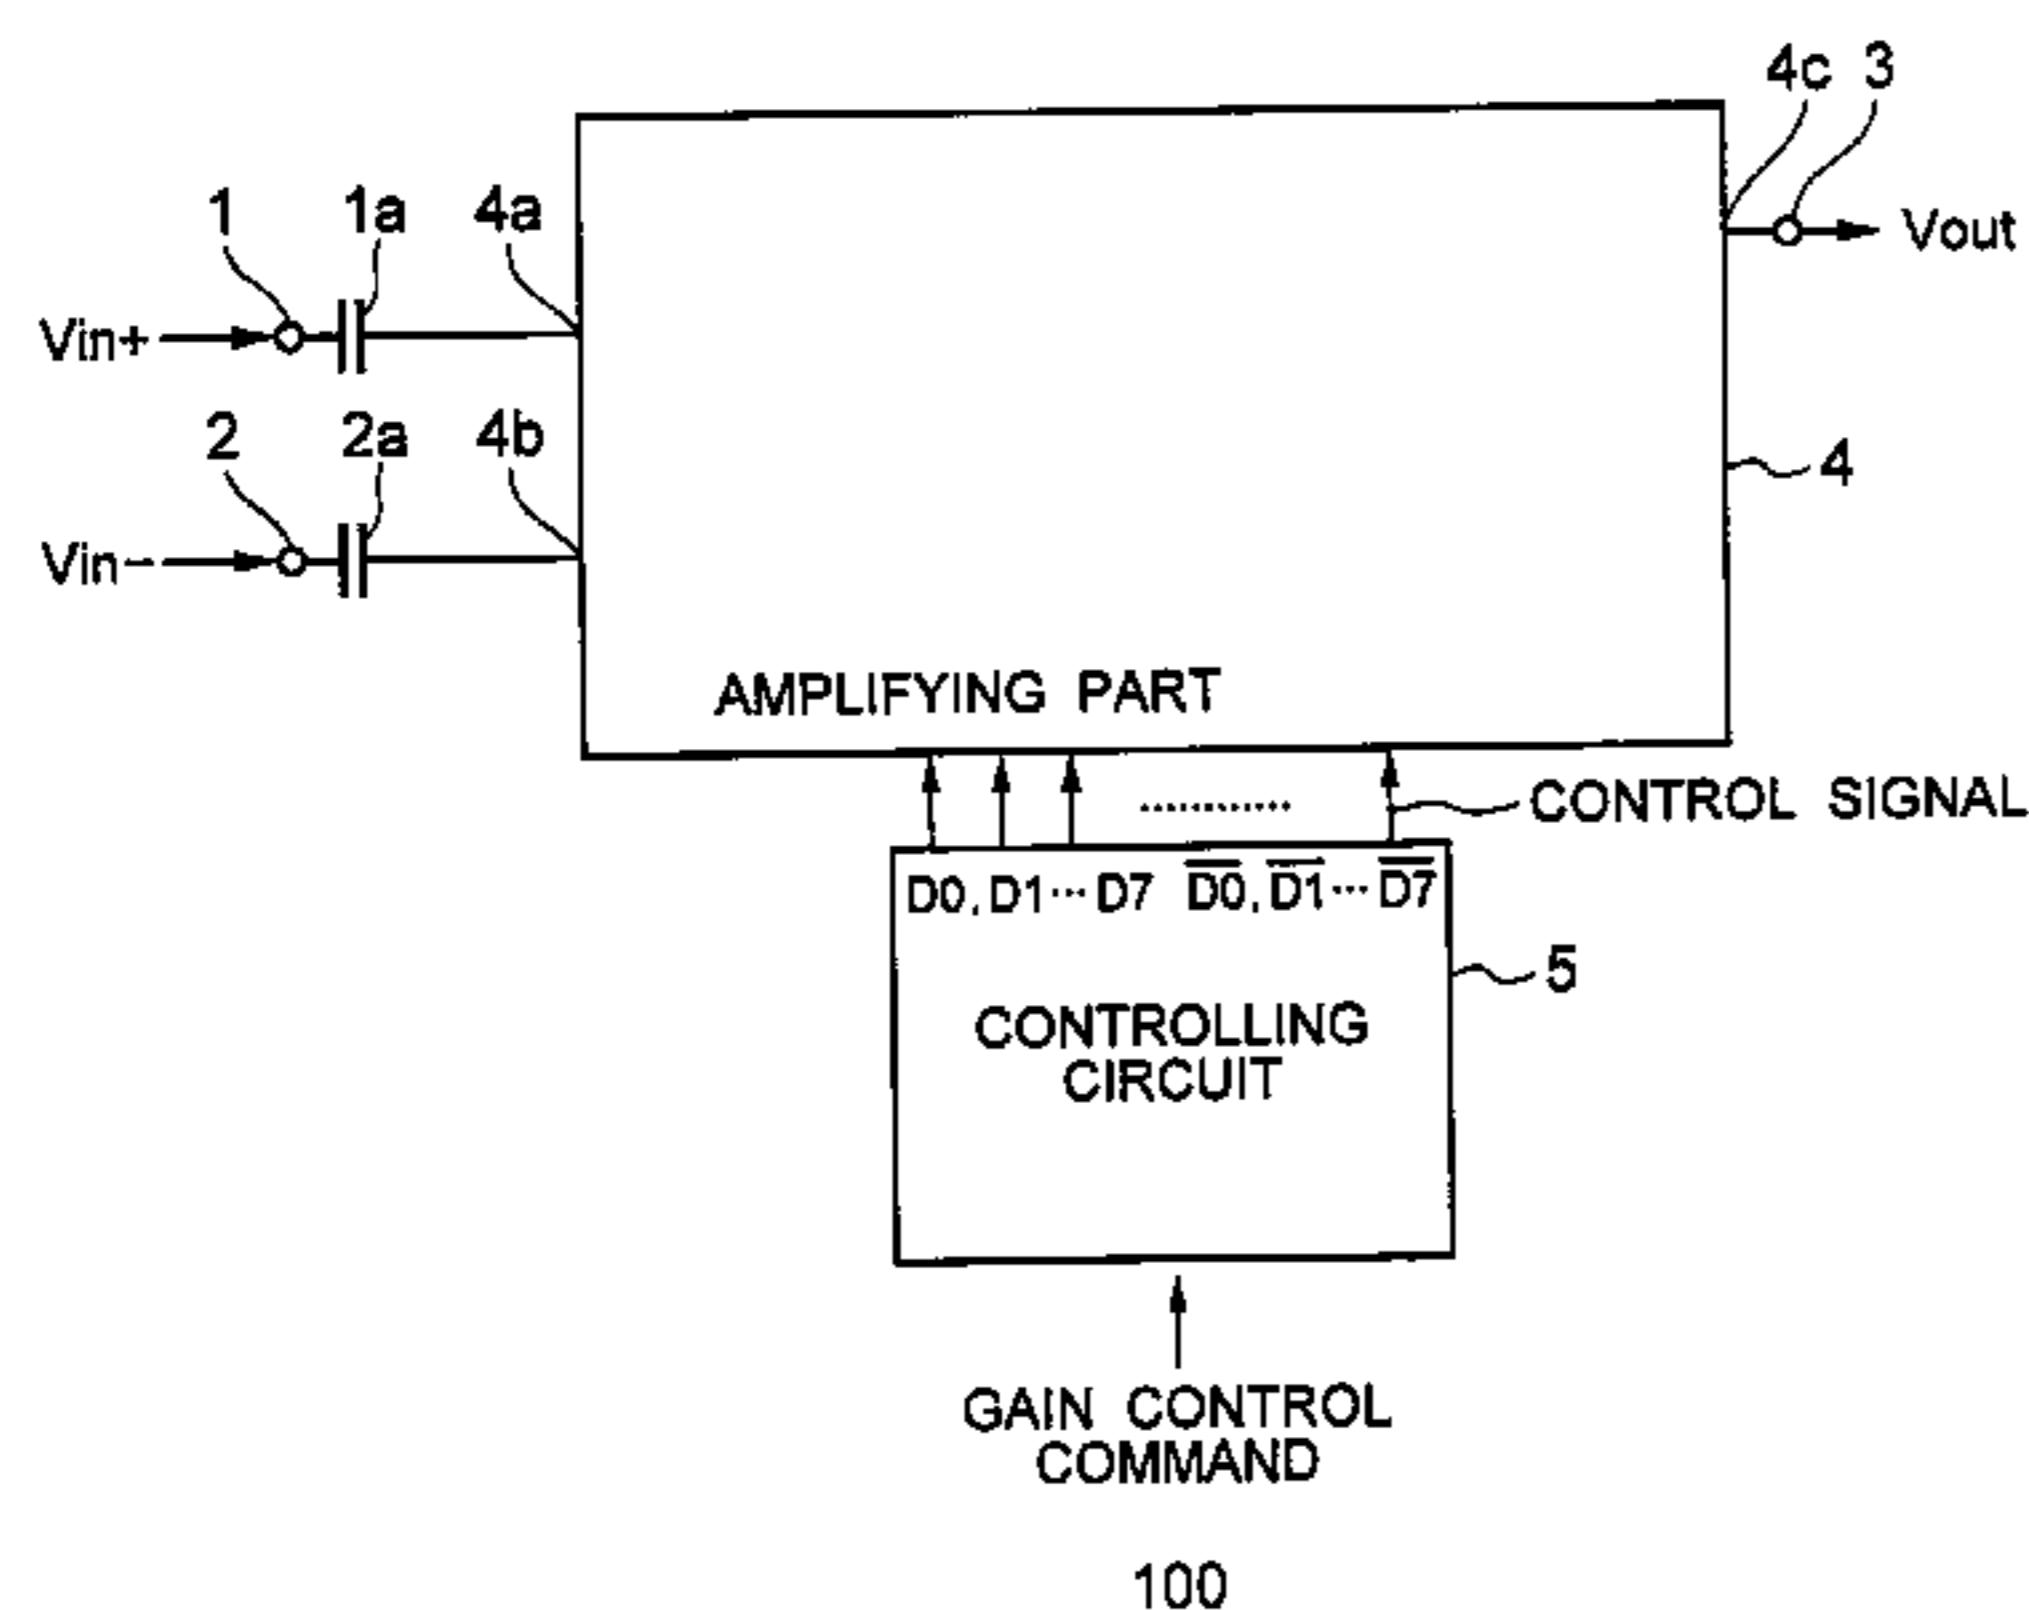 4c 3
1 1a 4a
Vout
Vin+
2 2a 4b
4
Vin−
AMPLIFYING PART
CONTROL SIGNAL
D0, D1 ··· D7 D̅0̅, D̅1̅ ··· D̅7̅
5
CONTROLLING
CIRCUIT
GAIN CONTROL
COMMAND
100